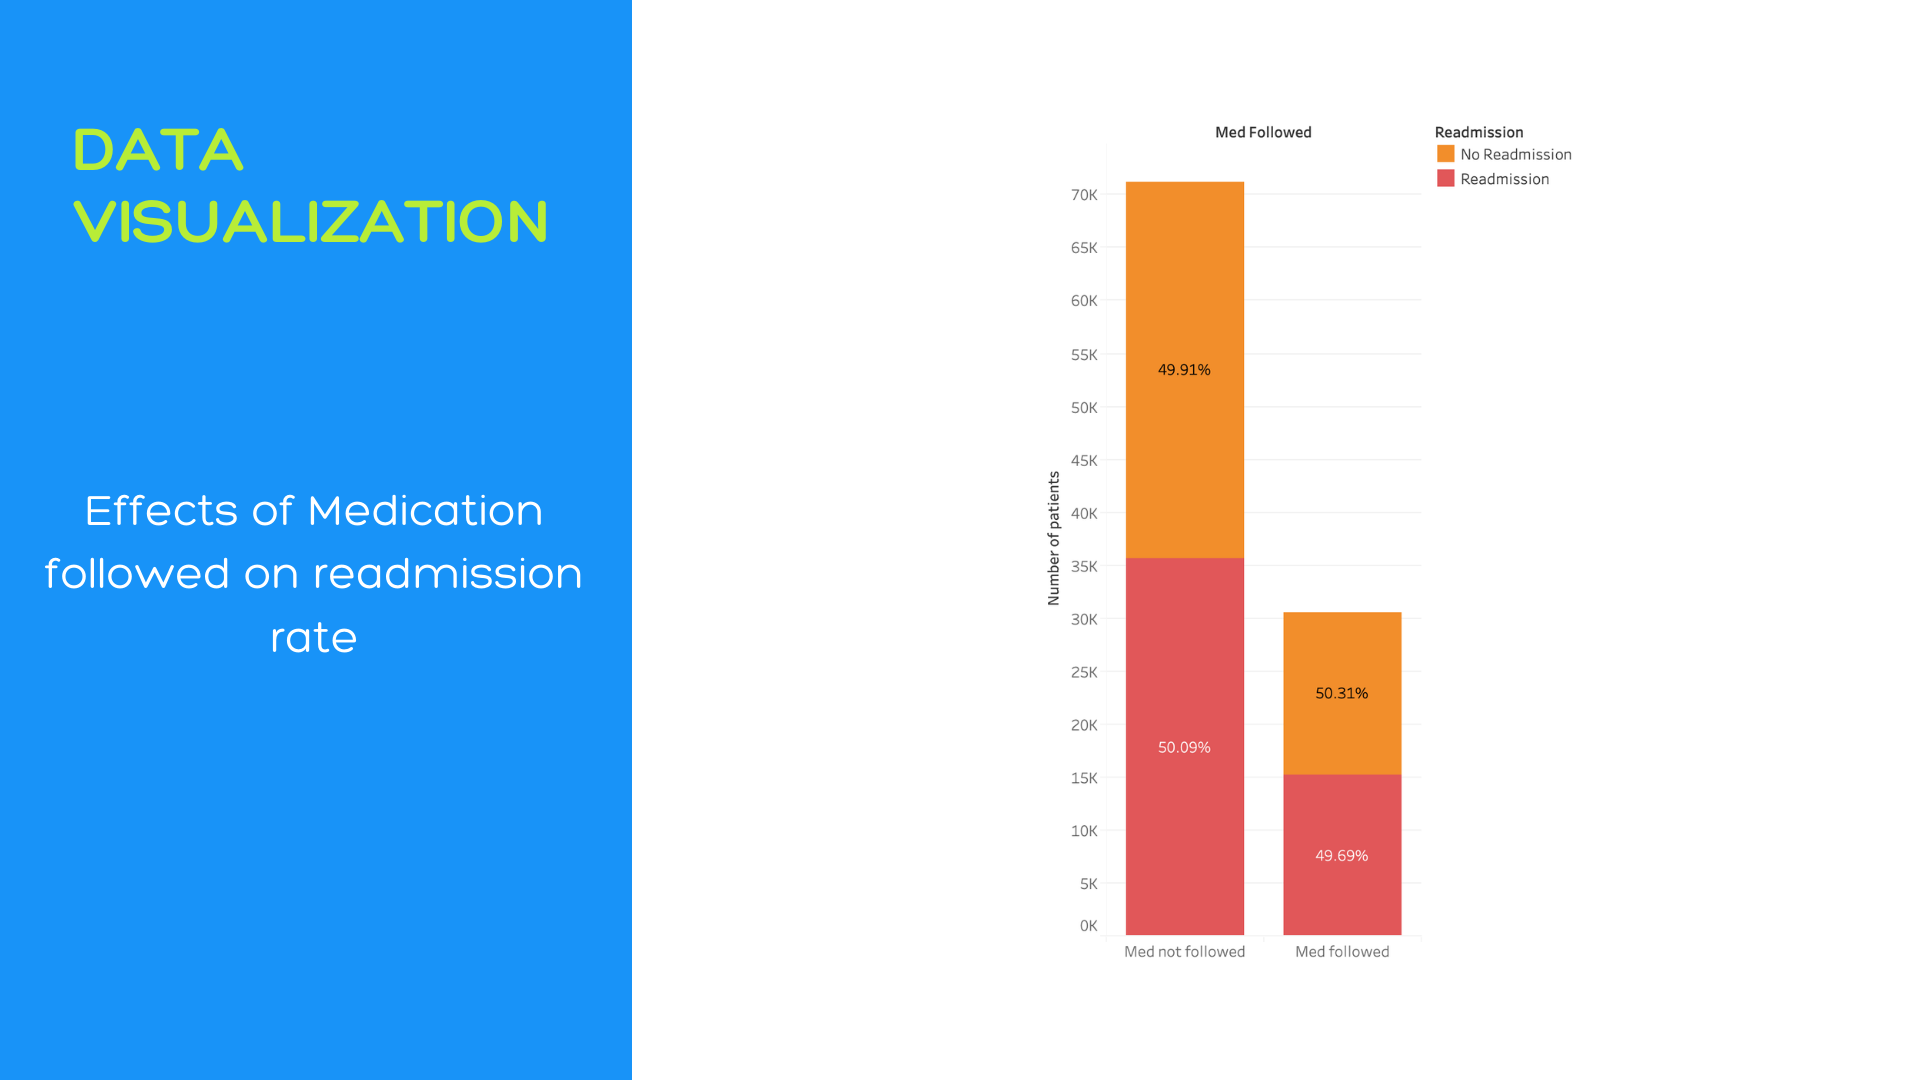 DATA
VISUALIZATION
Effects of Medication
followed on readmission
rate
Med Followed
Readmission
No Readmission
Readmission
Number of patients
70K
65K
60K
55K
50K
45K
40K
35K
30K
25K
20K
15K
10K
5K
0K
49.91%
50.09%
50.31%
49.69%
Med not followed
Med followed